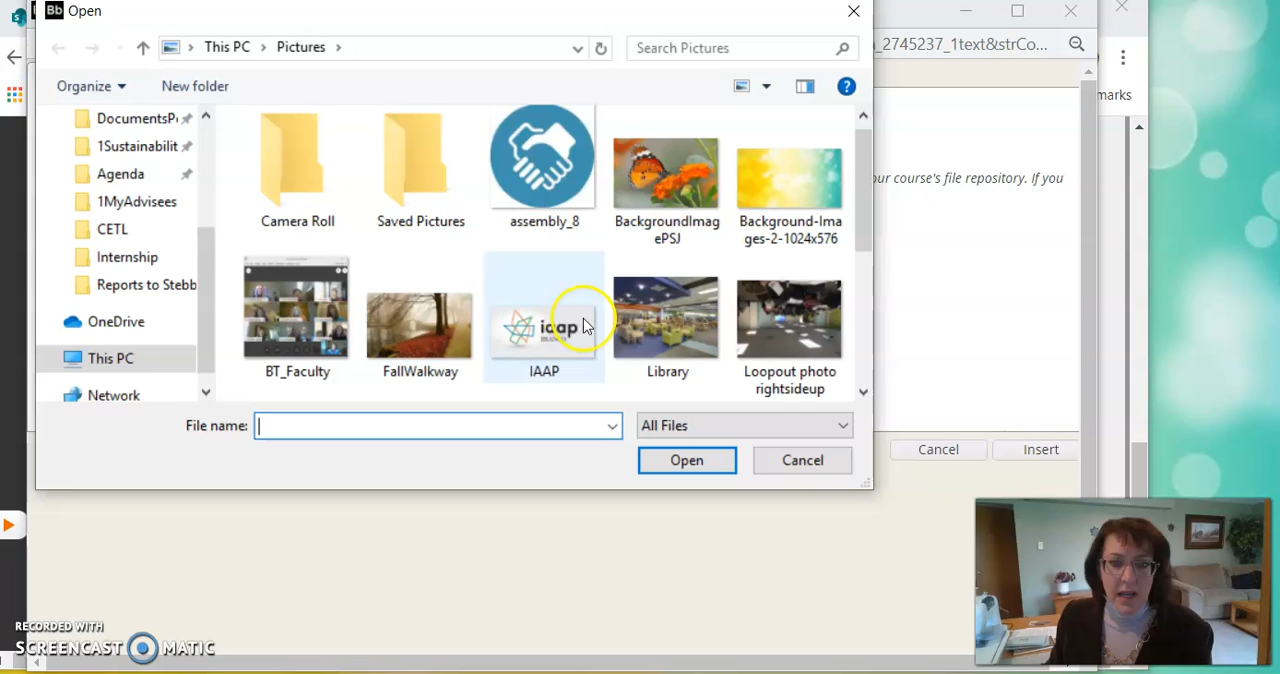 Bb Open
This PC > Pictures >
Search Pictures
_2745237_1text&strCo...
Organize
New folder
marks
DocumentsP
1Sustainabilit
Agenda
1MyAdvisees
CETL
Internship
Reports to Stebb
OneDrive
This PC
Network
Camera Roll
Saved Pictures
assembly_8
BackgroundImag
ePSJ
Background-Ima
ges-2-1024x576
ur course's file repository. If you
iaap
BT_Faculty
FallWalkway
IAAP
Library
Loopout photo
rightsideup
File name:
All Files
Open
Cancel
Cancel
Insert
RECORDED WITH
SCREENCAST MATIC